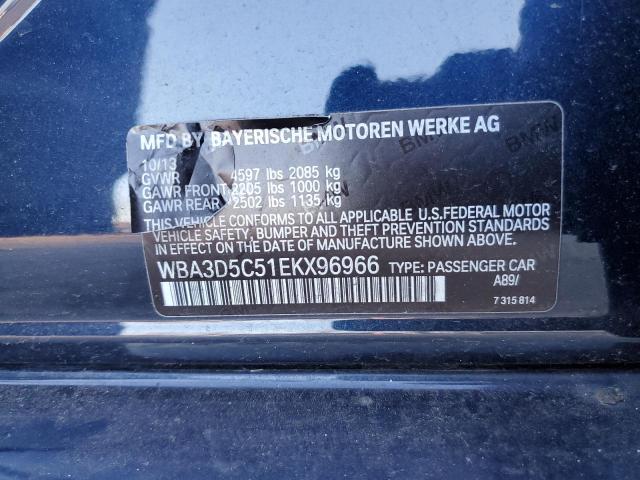 MFD BY BAYERISCHE MOTOREN WERKE AG
10/13
GVWR 4597 lbs 2085 kg
GAWR FRONT 2205 lbs 1000 kg
GAWR REAR 2502 lbs 1135 kg
THIS VEHICLE CONFORMS TO ALL APPLICABLE U.S.FEDERAL MOTOR
VEHICLE SAFETY, BUMPER, AND THEFT PREVENTION STANDARDS
IN EFFECT ON THE DATE OF MANUFACTURE SHOWN ABOVE.
WBA3D5C51EKX96966 TYPE: PASSENGER CAR
A89/
7 315 814